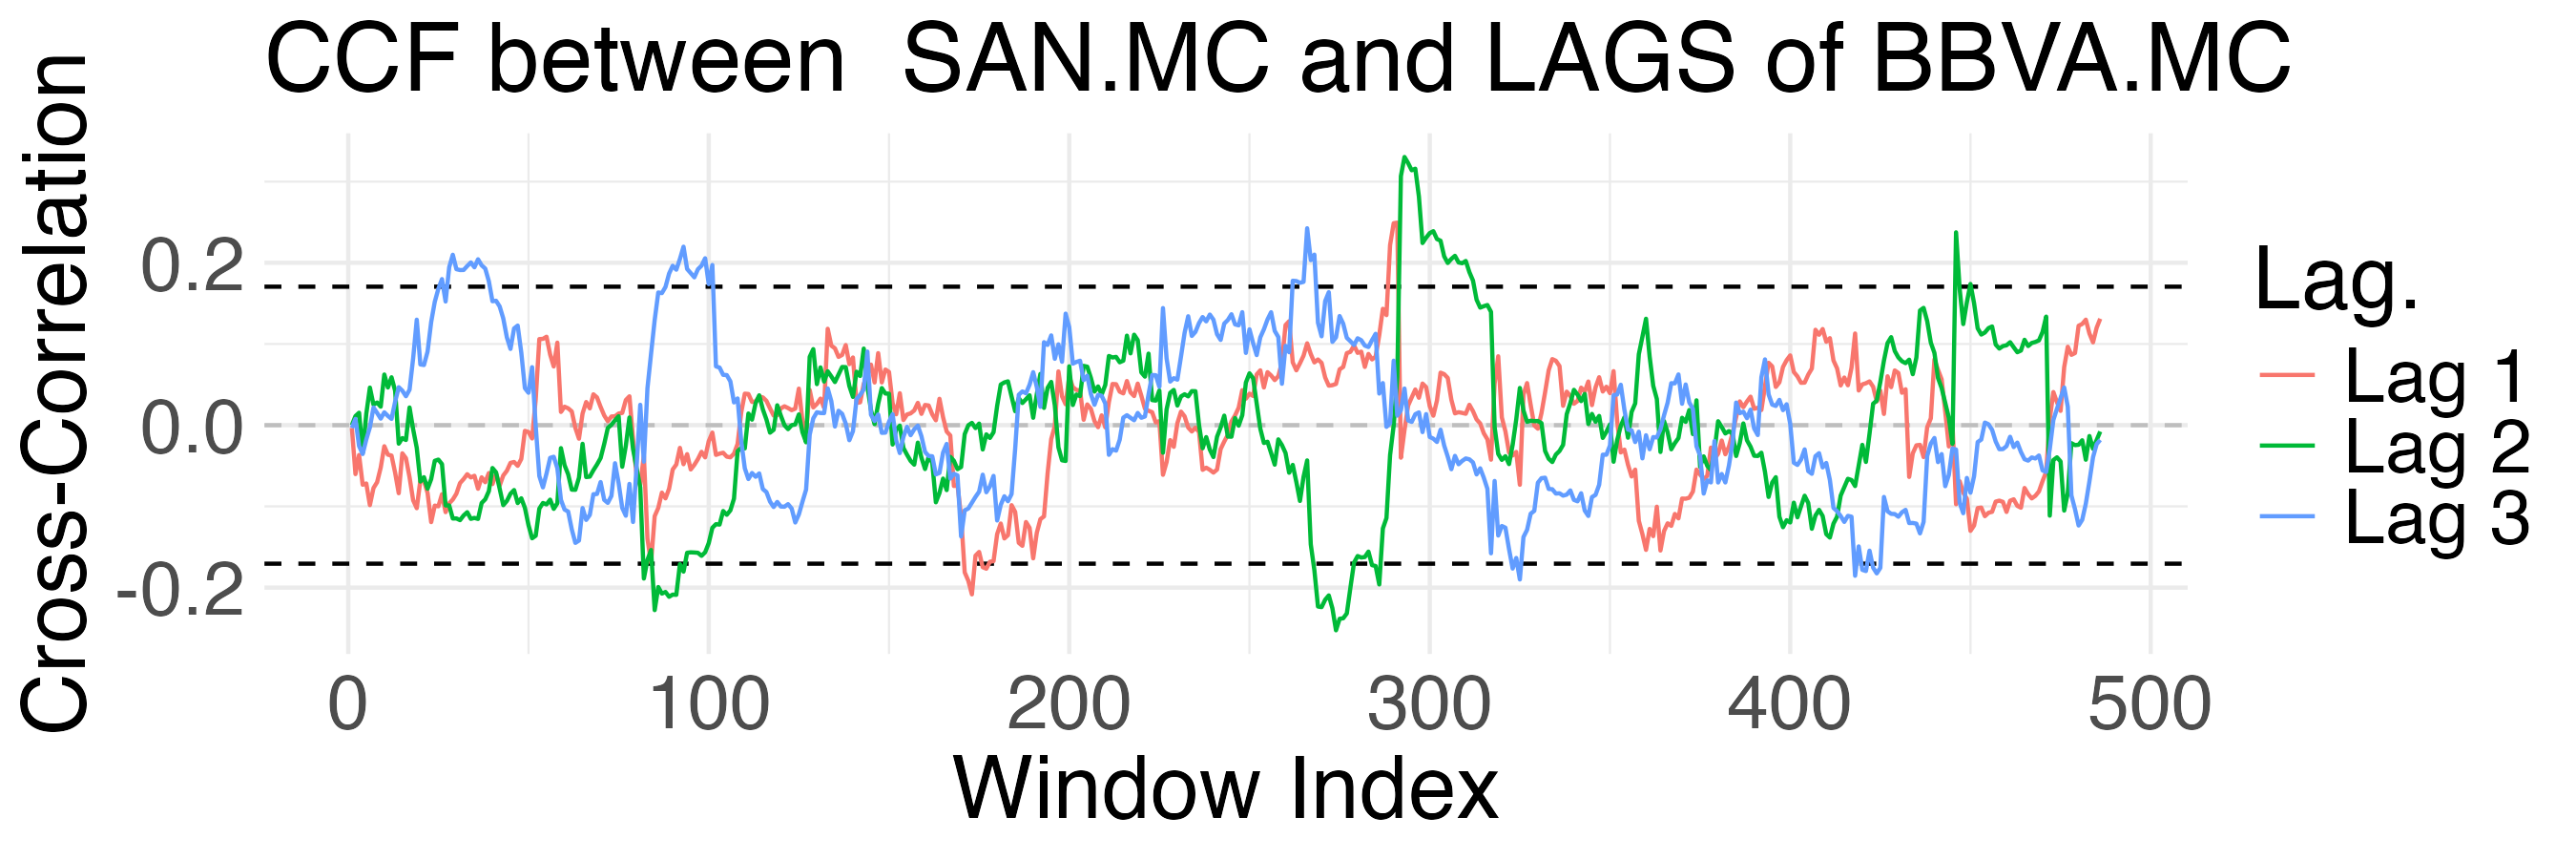 CCF between  SAN.MC and LAGS of BBVA.MC
Cross-Correlation
0.2
0.0
-0.2
0
100
200
300
400
500
Window Index
Lag.
Lag 1
Lag 2
Lag 3